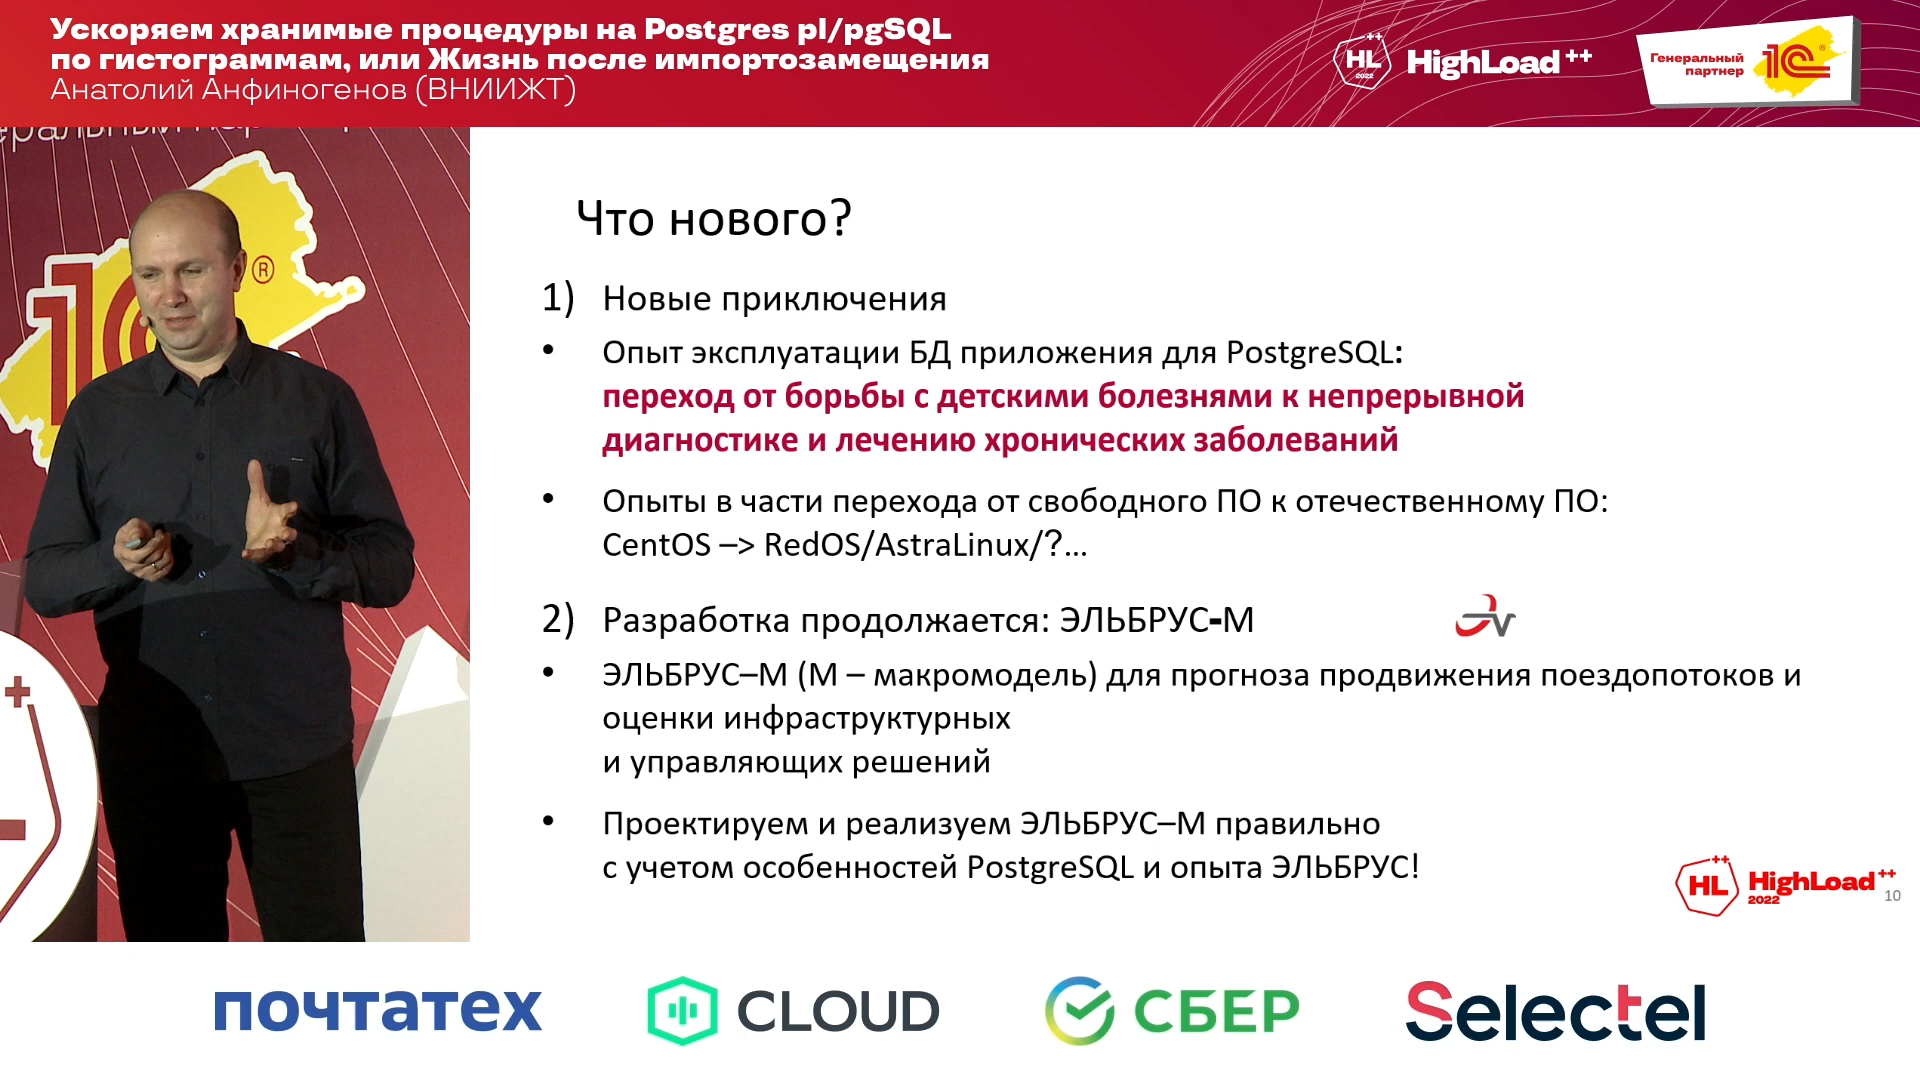 Ускоряем хранимые процедуры на Postgres pl/pgSQL
по гистограммам, или Жизнь после импортозамещения
Анатолий Анфиногенов (ВНИИЖТ)
HL
++
2022
HighLoad++
Генеральный
партнер
1С®
1С®
Что нового?
1) Новые приключения
• Опыт эксплуатации БД приложения для PostgreSQL:
переход от борьбы с детскими болезнями к непрерывной
диагностике и лечению хронических заболеваний
• Опыты в части перехода от свободного ПО к отечественному ПО:
CentOS –> RedOS/AstraLinux/?...
2) Разработка продолжается: ЭЛЬБРУС-М
• ЭЛЬБРУС–М (М – макромодель) для прогноза продвижения поездопотоков и
оценки инфраструктурных
и управляющих решений
• Проектируем и реализуем ЭЛЬБРУС–М правильно
с учетом особенностей PostgreSQL и опыта ЭЛЬБРУС!
HL
++
HighLoad++
2022
10
почтатех
CLOUD
СБЕР
Selectel